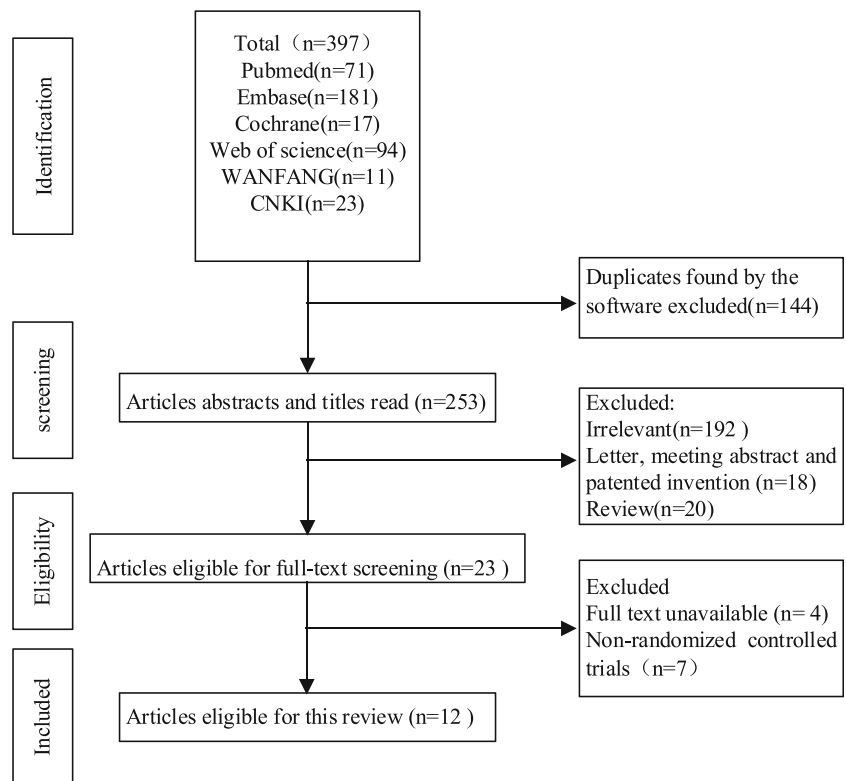 Identification
Total（n=397）
Pubmed(n=71)
Embase(n=181)
Cochrane(n=17)
Web of science(n=94)
WANFANG(n=11)
CNKI(n=23)
Duplicates found by the
software excluded(n=144)
screening
Articles abstracts and titles read (n=253)
Excluded:
Irrelevant(n=192 )
Letter, meeting abstract and
patented invention (n=18)
Review(n=20)
Eligibility
Articles eligible for full-text screening (n=23 )
Excluded
Full text unavailable (n= 4)
Non-randomized controlled
trials（n=7）
Included
Articles eligible for this review (n=12 )